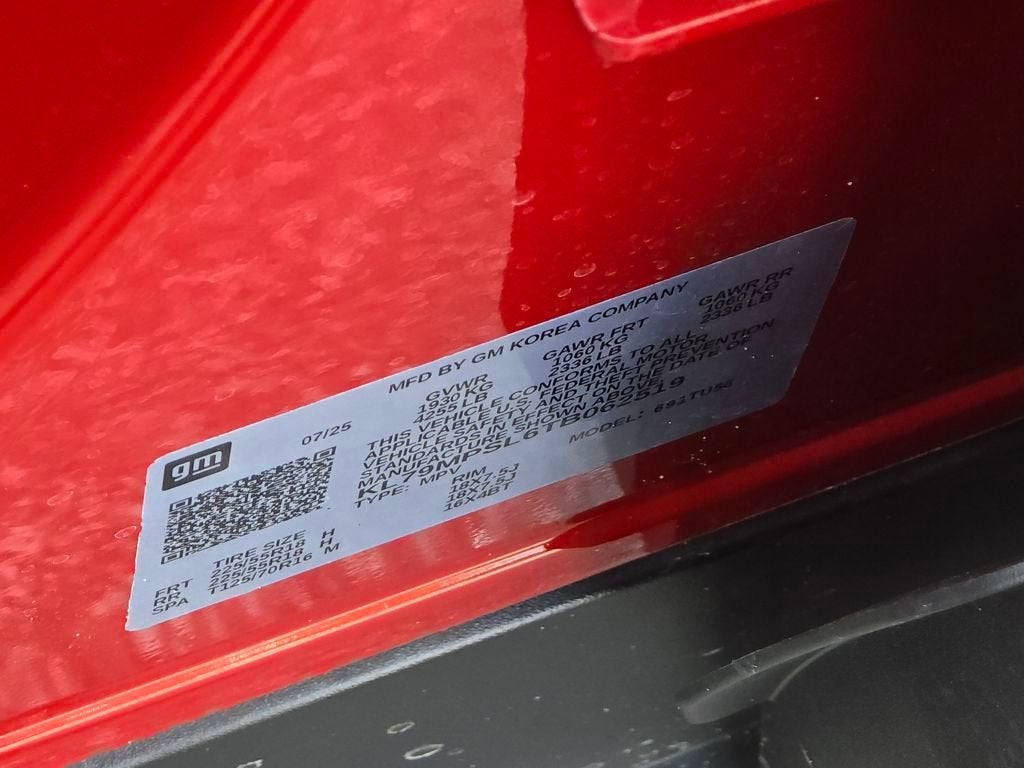 gm
07/25
MFD BY GM KOREA COMPANY
GVWR GAWR FRT GAWR RR
1930 KG 1060 KG 1060 KG
4255 LB 2336 LB 2336 LB
THIS VEHICLE CONFORMS TO ALL
APPLICABLE U.S. FEDERAL MOTOR
VEHICLE SAFETY AND THEFT PREVENTION
STANDARDS IN EFFECT ON THE DATE OF
MANUFACTURE SHOWN ABOVE.
TYPE: MPV MODEL:
TIRE SIZE RIM
FRT 225/55R18 H 18X7.5J
RR 225/55R18 H 18X7.5J
SPA T125/70R16 M 16X4BT